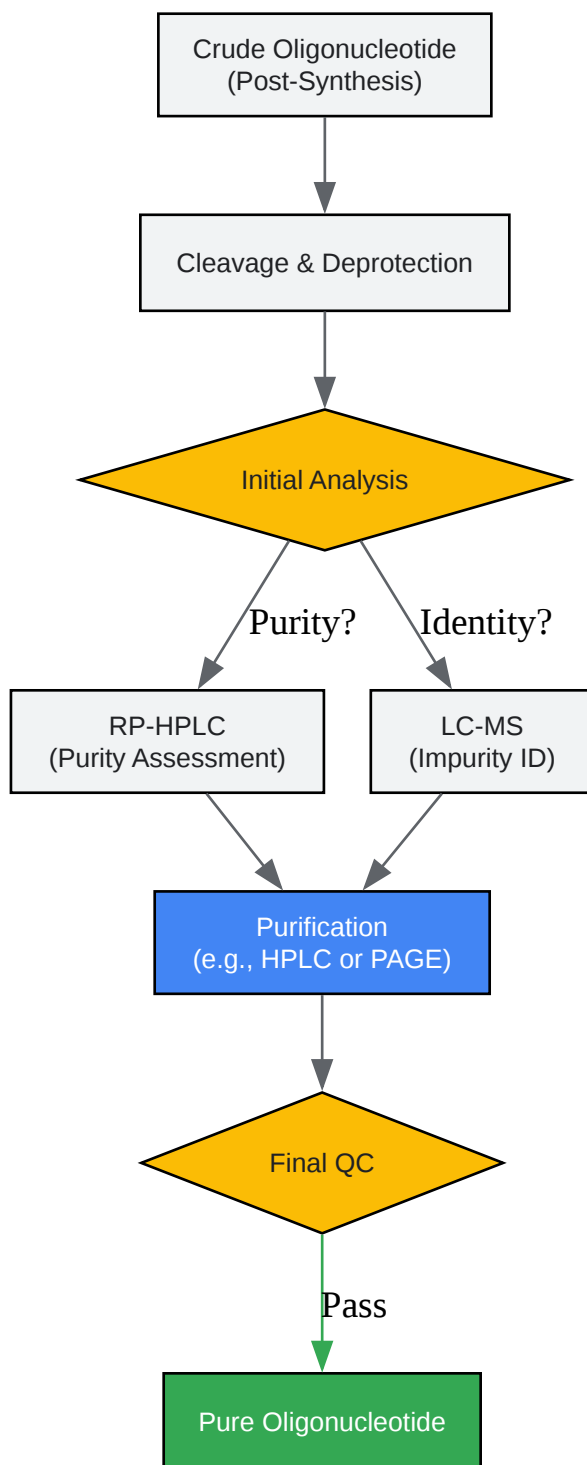 Crude Oligonucleotide
(Post-Synthesis)
Cleavage & Deprotection
Initial Analysis
Purity?
Identity?
RP-HPLC
(Purity Assessment)
LC-MS
(Impurity ID)
Purification
(e.g., HPLC or PAGE)
Final QC
Pass
Pure Oligonucleotide